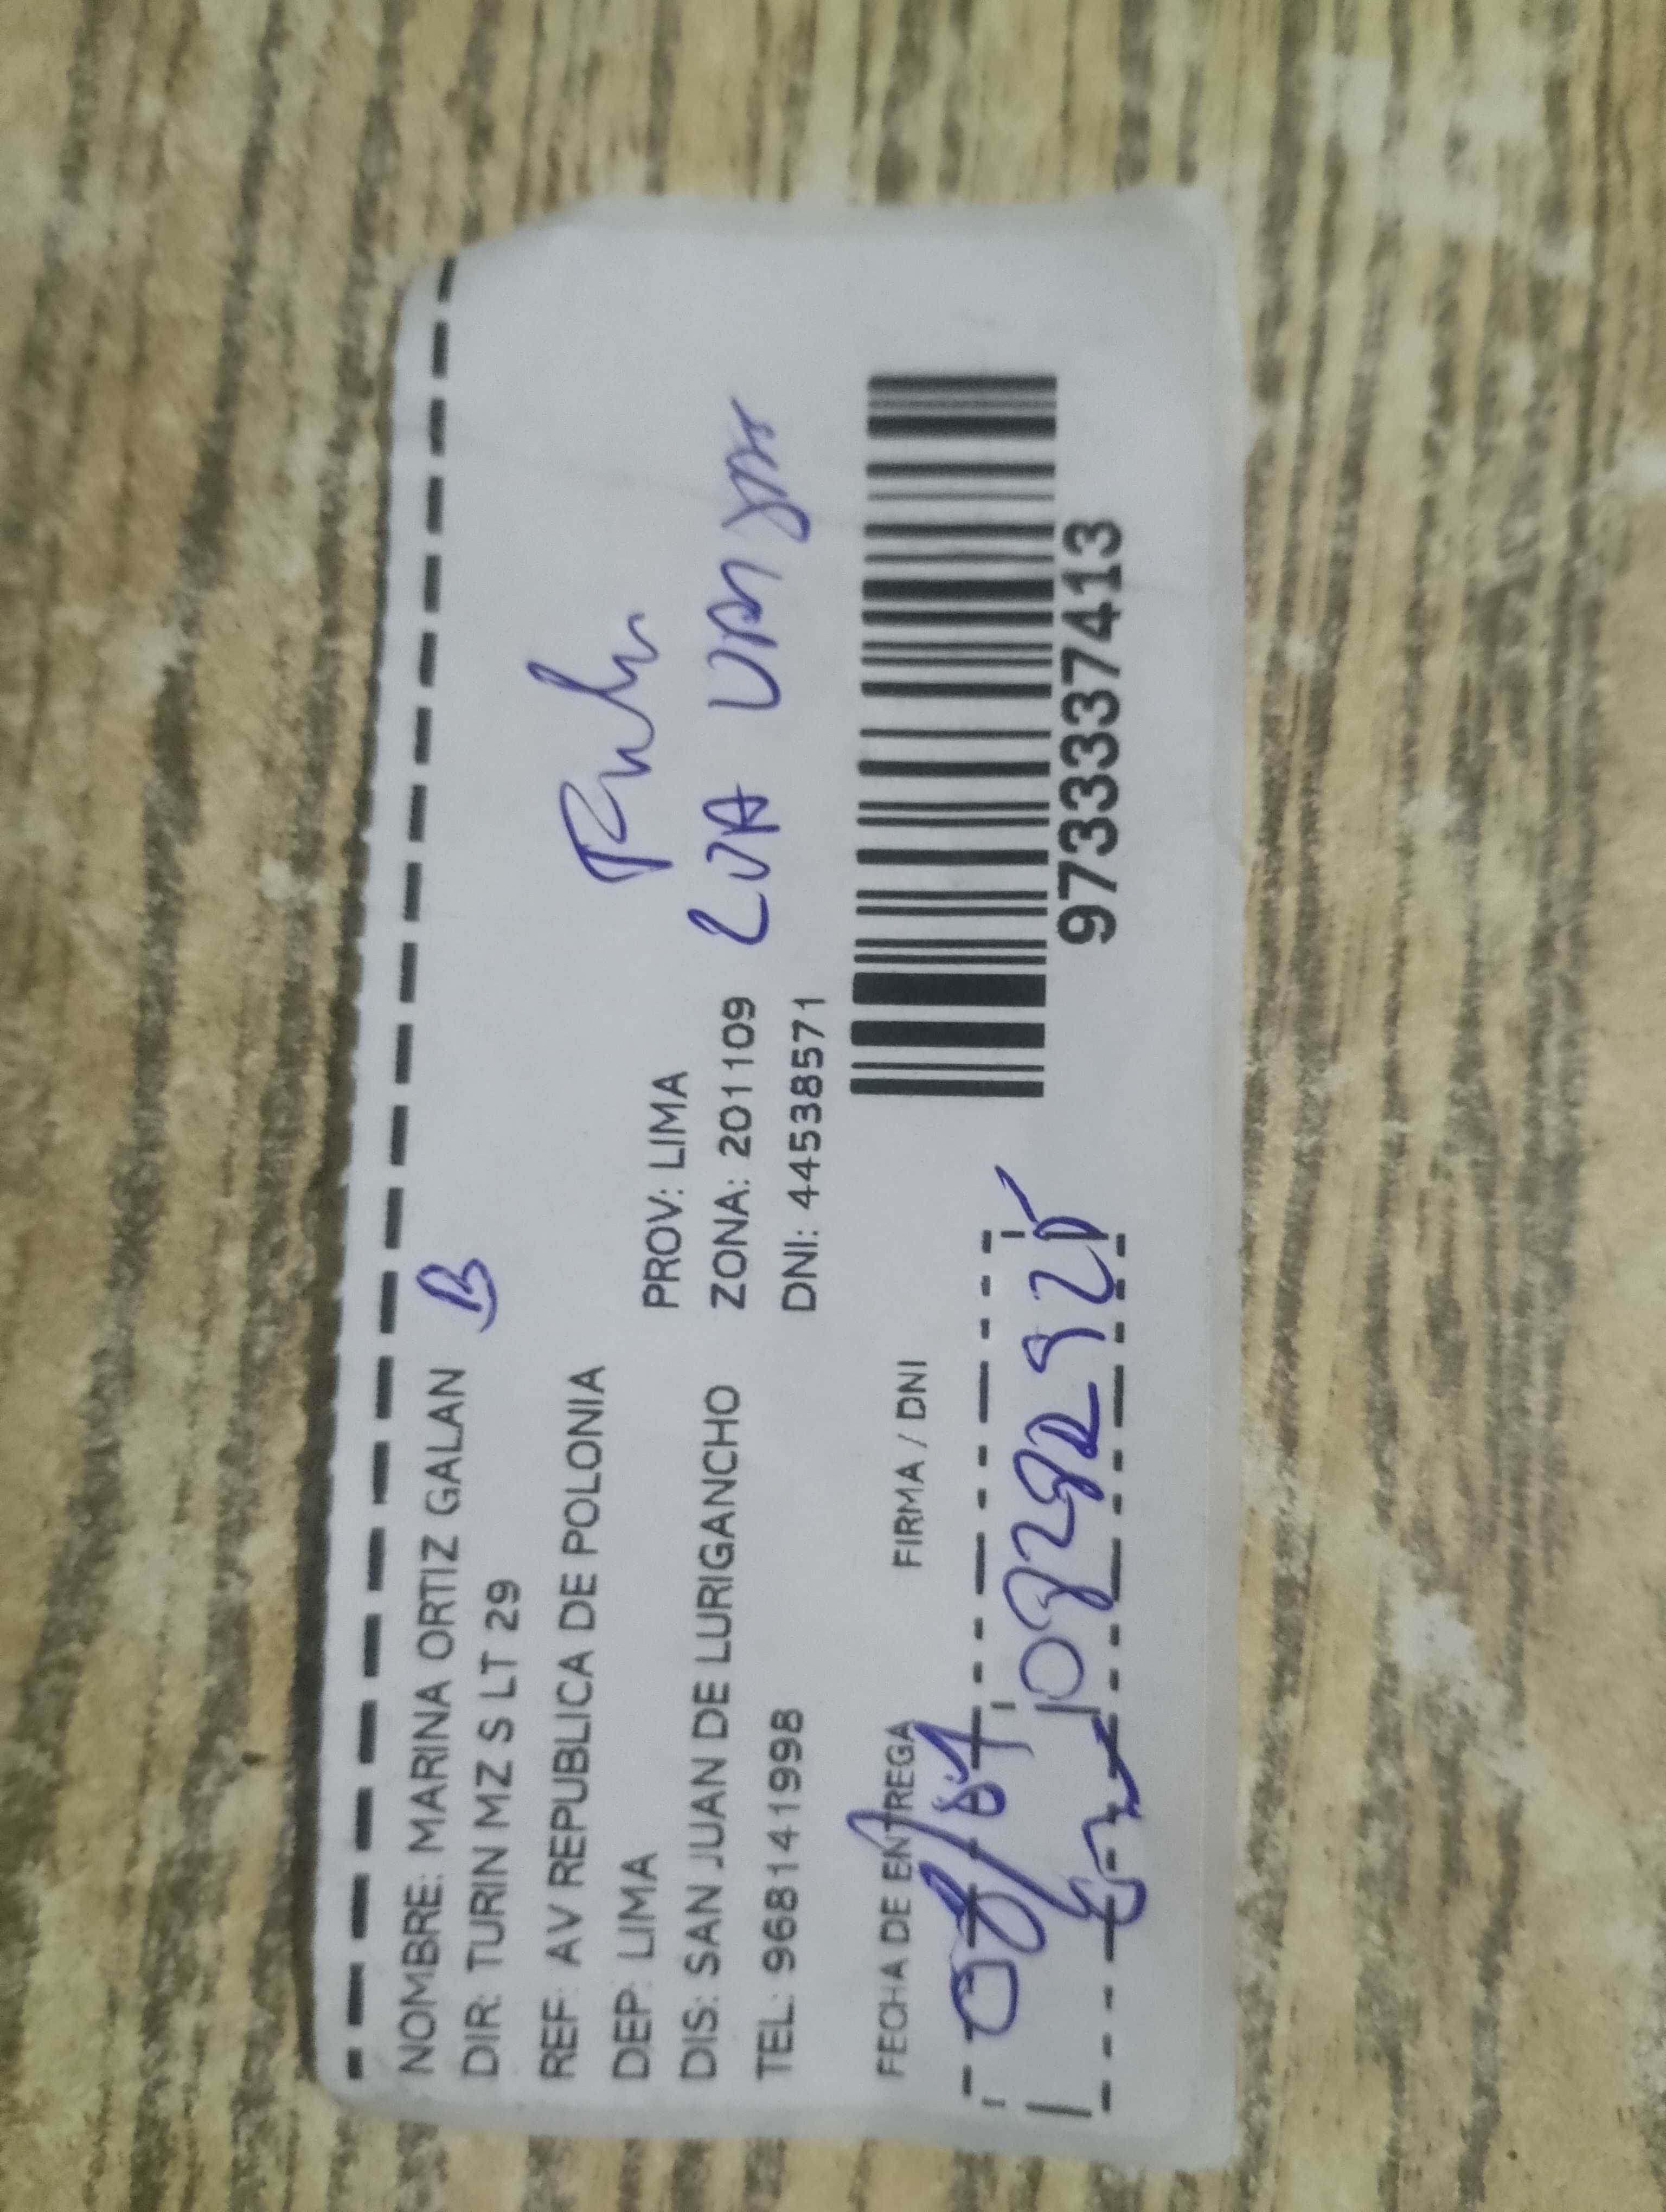 NOMBRE: MARINA ORTIZ GALAN B
DIR: TURIN MZ S LT 29
REF: AV REPUBLICA DE POLONIA
DEP: LIMA PROV: LIMA
DIS: SAN JUAN DE LURIGANCHO ZONA: 201109
TEL: 968141998 DNI: 44538571
FECHA DE ENTREGA FIRMA / DNI
9733337413